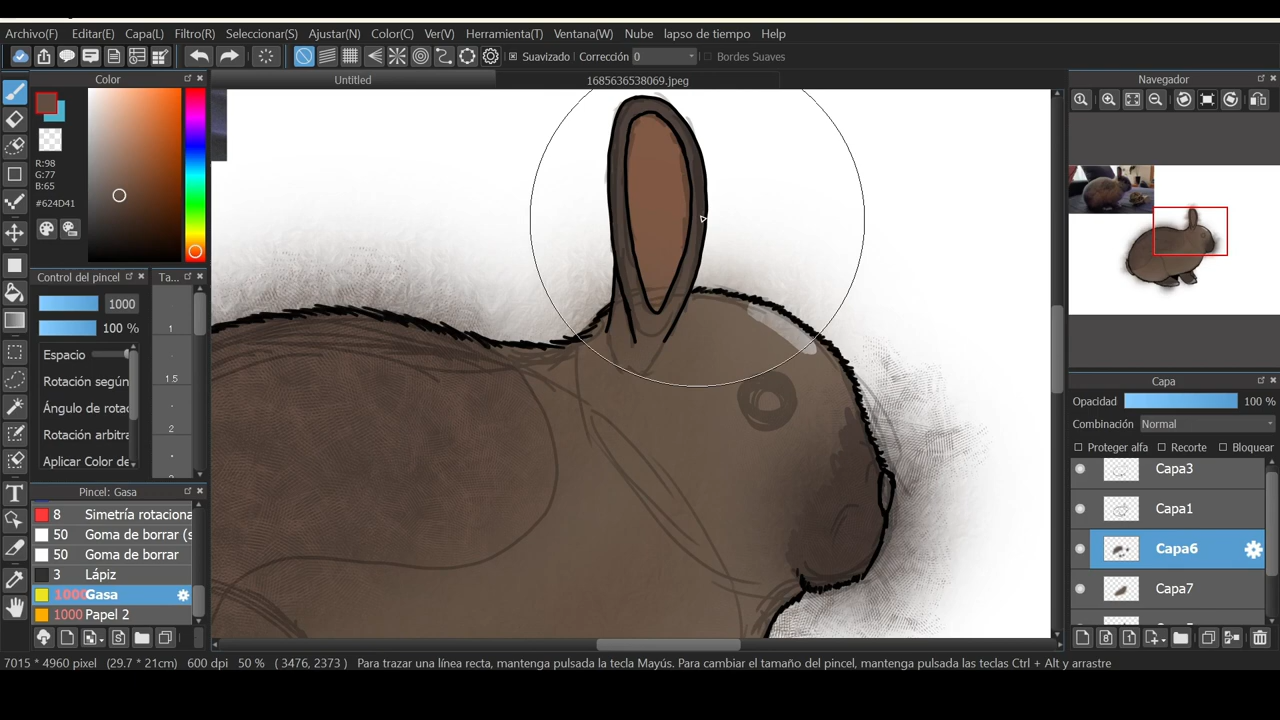 Archivo(F) Editar(E) Capa(L) Filtro(R) Seleccionar(S) Ajustar(N) Color(C) Ver(V) Herramienta(T) Ventana(W) Nube lapso de tiempo Help
Suavizado Corrección 0 Bordes Suaves
Color
Untitled
1685636538069.jpeg
Navegador
R:98
G:77
B:65
#624D41
Control del pincel
Ta...
1000
100 %
1
Espacio
Rotación según
1.5
Ángulo de rotac
2
Rotación arbitra
Aplicar Color de
Pincel: Gasa
8 Simetría rotaciona
50 Goma de borrar (s
50 Goma de borrar
3 Lápiz
1000 Gasa
1000 Papel 2
Capa
Opacidad 100 %
Combinación Normal
Proteger alfa Recorte Bloquear
Capa3
Capa1
Capa6
Capa7
7015 * 4960 pixel (29.7 * 21cm) 600 dpi 50 % ( 3476, 2373 ) Para trazar una línea recta, mantenga pulsada la tecla Mayús. Para cambiar el tamaño del pincel, mantenga pulsada las teclas Ctrl + Alt y arrastre